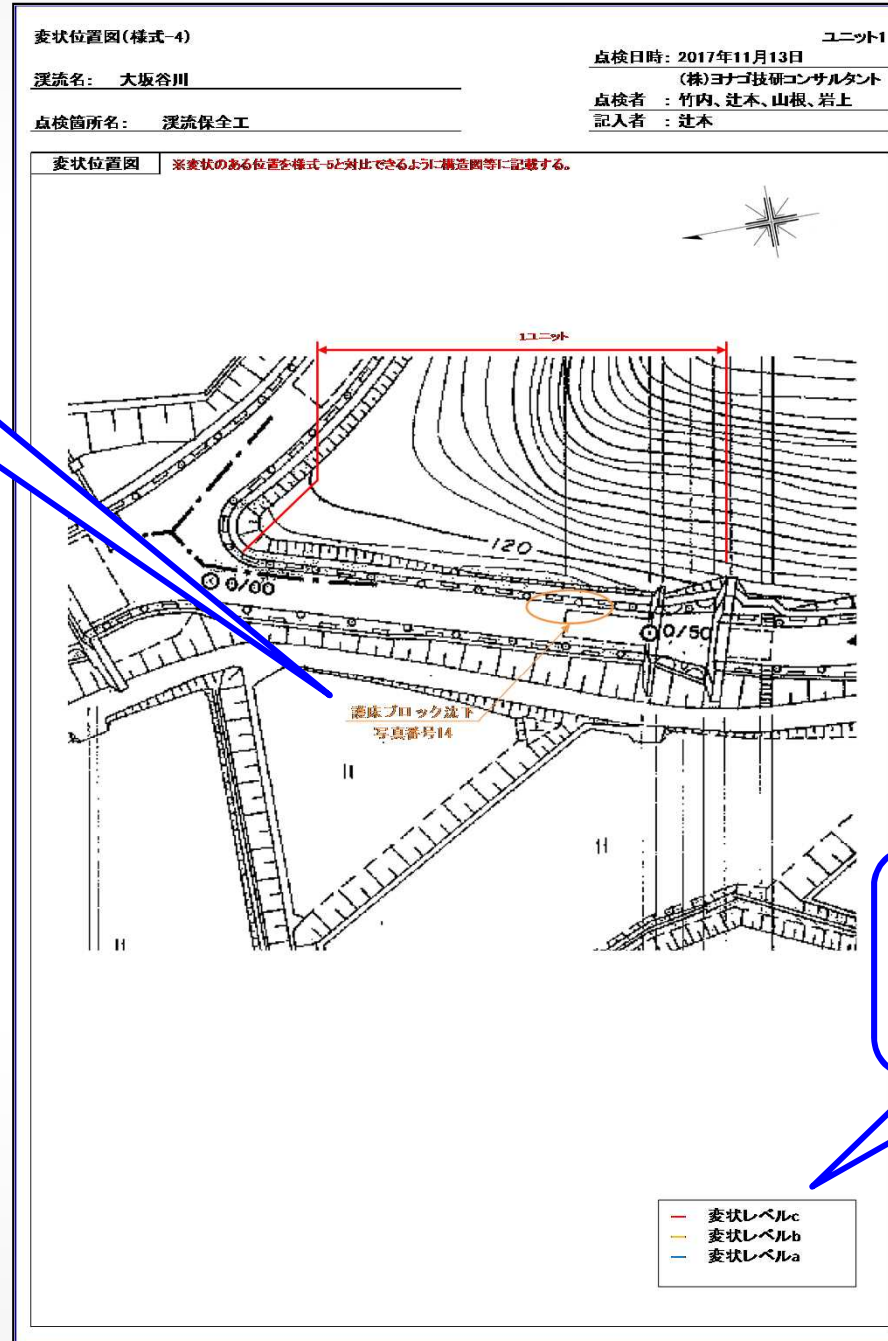 変状位置図(様式-4)
ユニット1
点検日時: 2017年11月13日
渓流名: 大坂谷川
(株)ヨナゴ技研コンサルタント
点検者 : 竹内、辻本、山根、岩上
点検箇所名: 渓流保全工
記入者 : 辻本
変状位置図 ※変状のある位置を様式-5と対比できるように構造図等に記載する。
1ユニット
120
0/00
0/50
護床ブロック沈下
写真番号14
変状レベルc
変状レベルb
変状レベルa